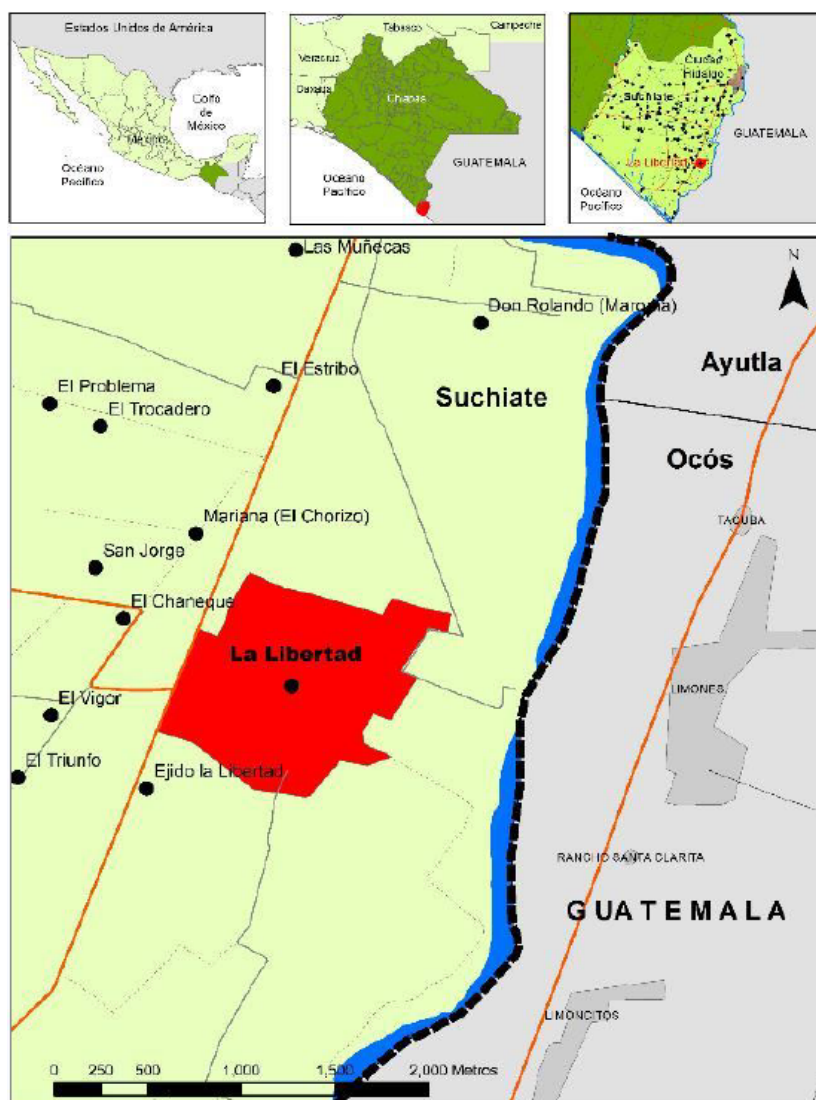 Estados Unidos de América
Golfo
de
México
México
Océano
Pacífico
Tabasco
Campeche
Veracruz
Oaxaca
Chiapas
GUATEMALA
Océano
Pacífico
Ciudad
Hidalgo
Suchiate
GUATEMALA
La Libertad
Océano
Pacífico
Las Muñecas
N
Don Rolando (Maroma)
Ayutla
El Estribo
El Problema
Suchiate
El Trocadero
Ocós
Mariana (El Chorizo)
TACUBA
San Jorge
El Chaneque
La Libertad
El Vigor
LIMONES
El Triunfo
Ejido la Libertad
RANCHO SANTA CLARITA
GUATEMALA
LIMONCITOS
0 250 500 1,000 1,500 2,000 Metros